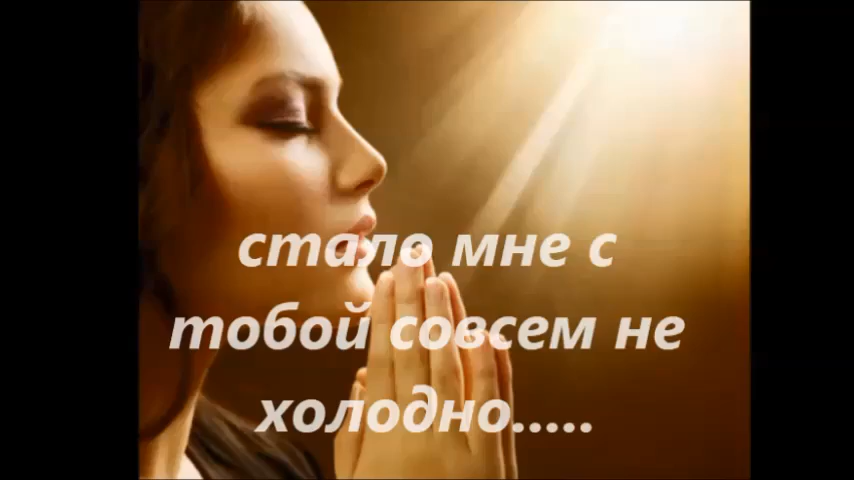 стало мне с
тобой совсем не
холодно.....